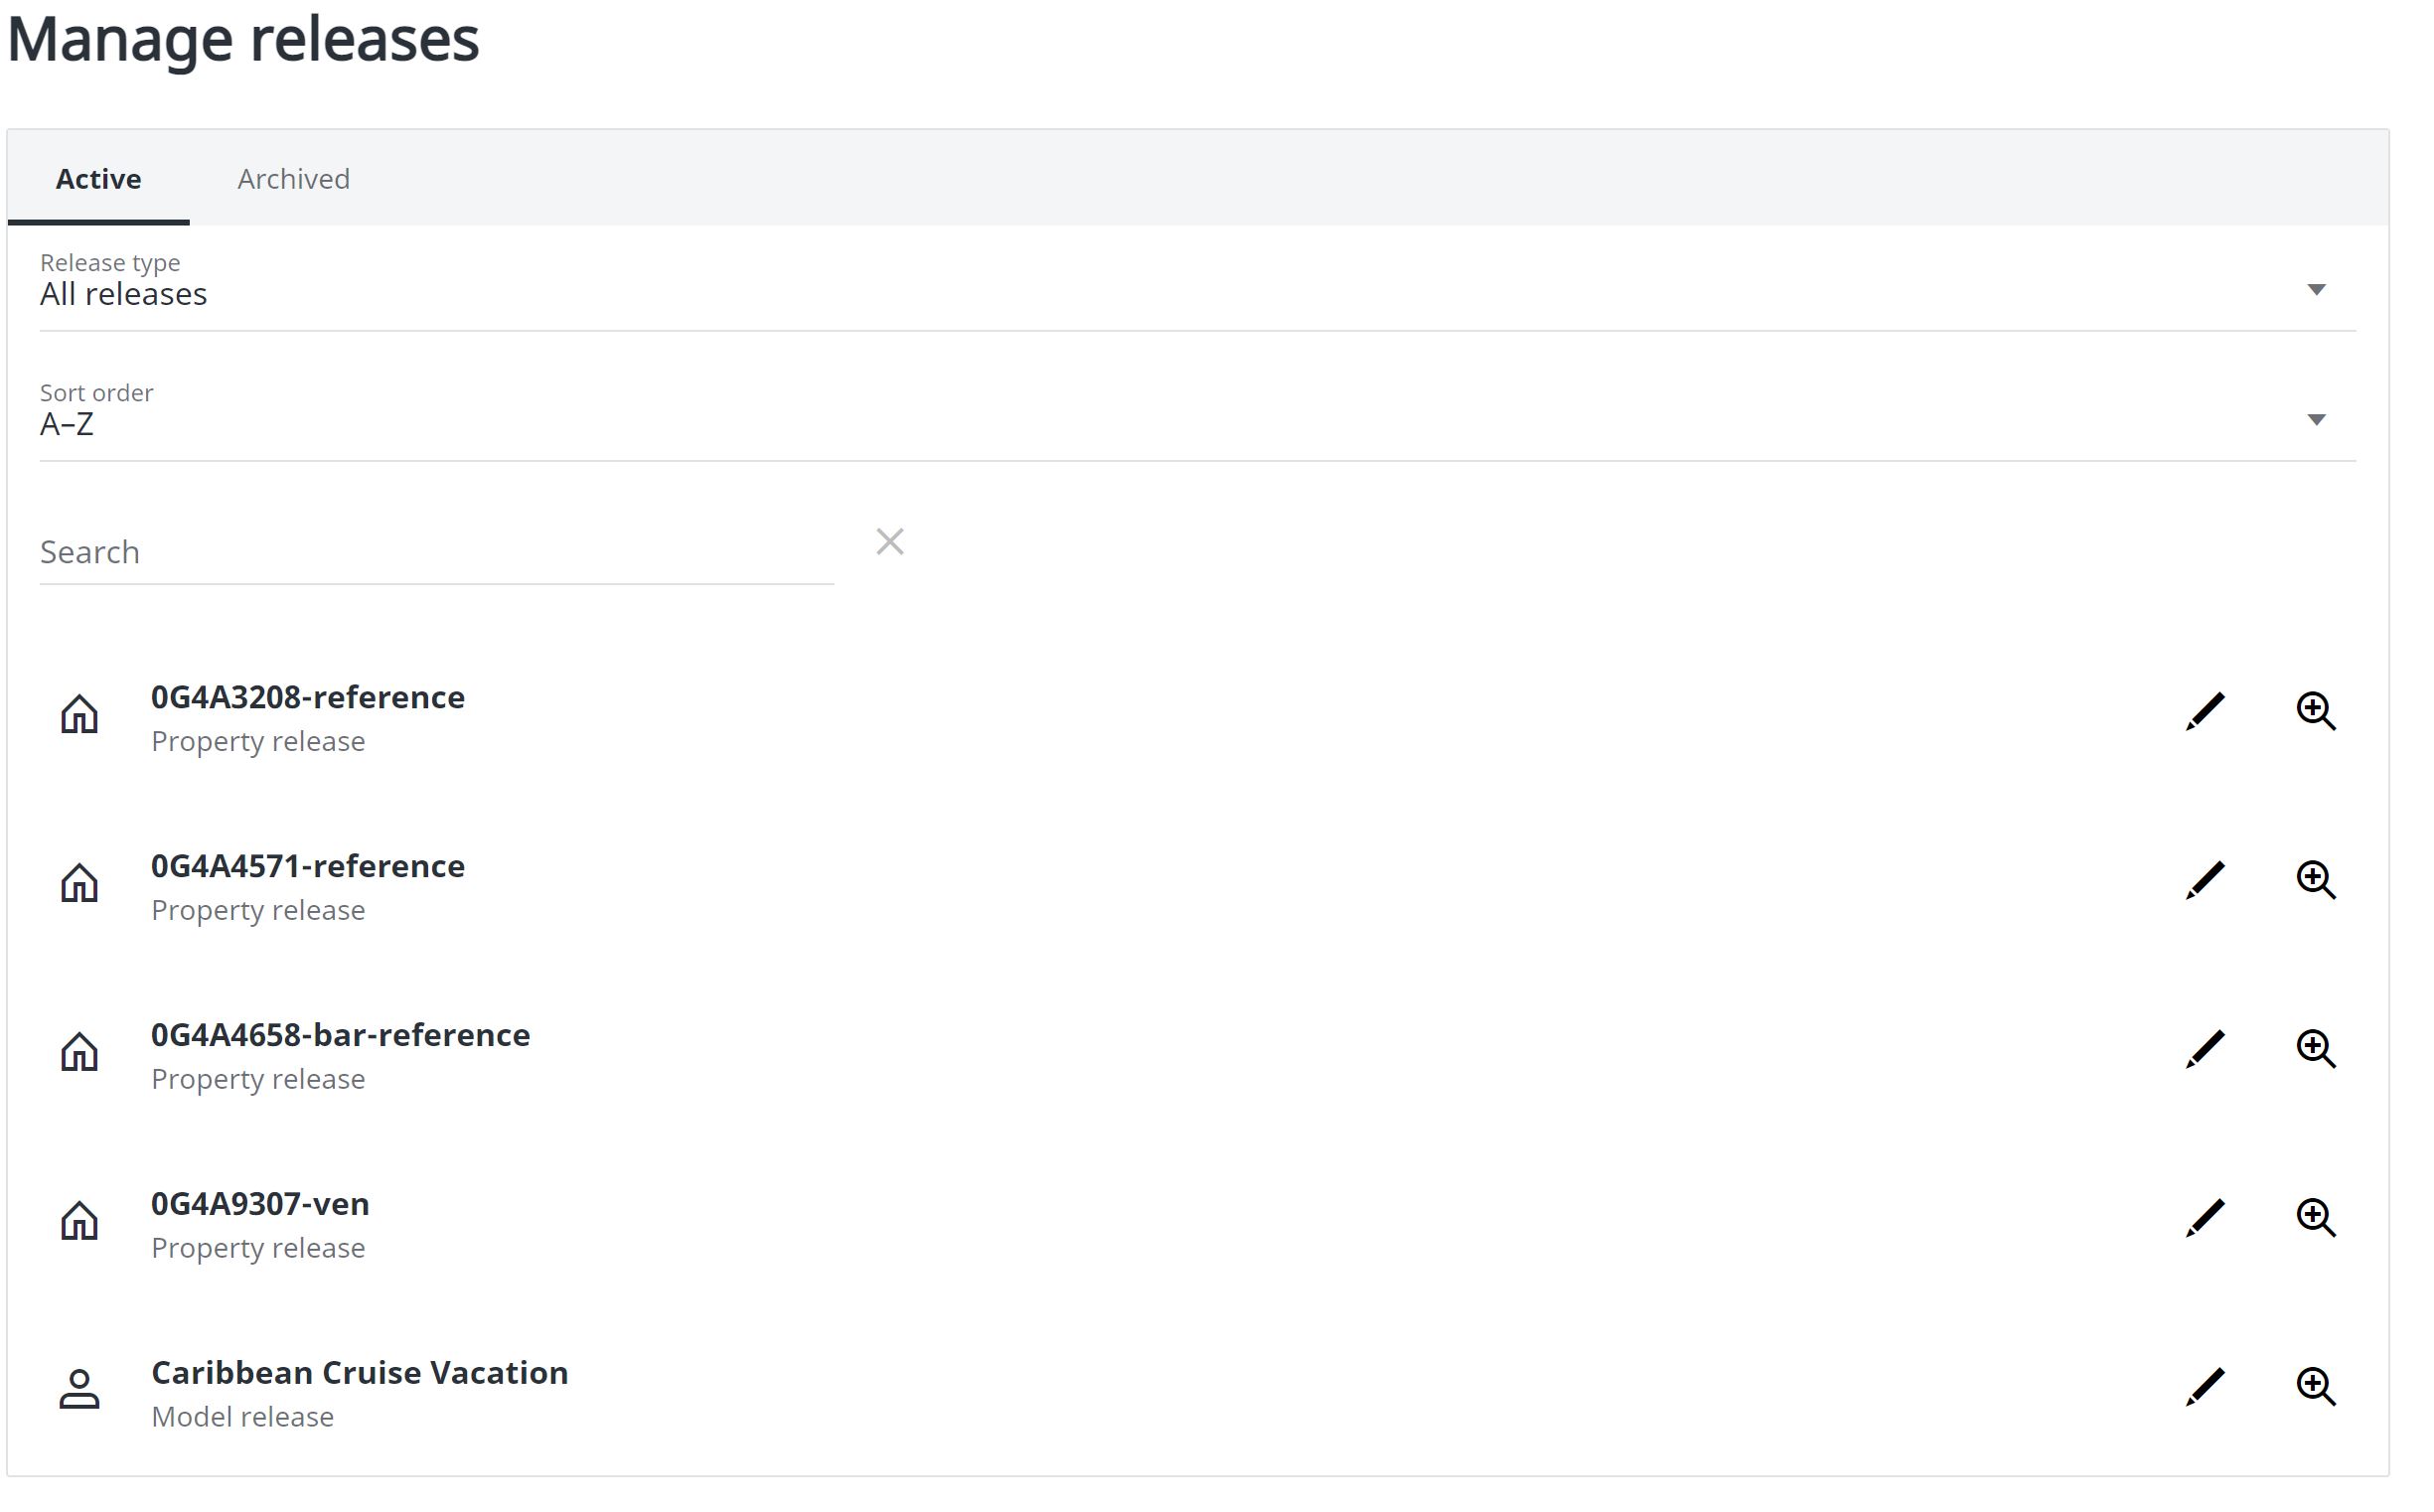 Manage releases
Active Archived
Release type
All releases
Sort order
A–Z
Search
0G4A3208-reference
Property release
0G4A4571-reference
Property release
0G4A4658-bar-reference
Property release
0G4A9307-ven
Property release
Caribbean Cruise Vacation
Model release